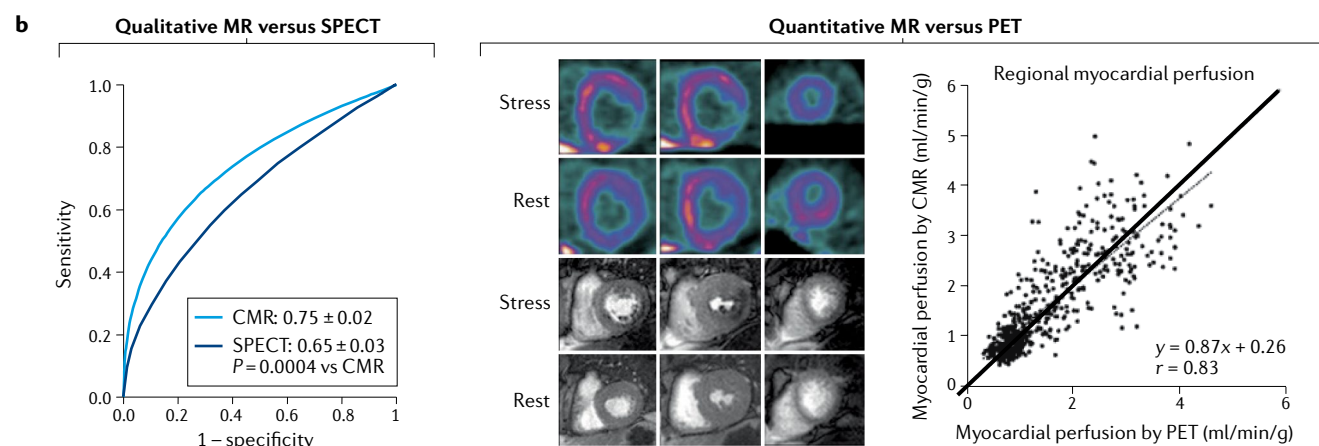 b
Qualitative MR versus SPECT
Sensitivity
1.0
0.8
0.6
0.4
0.2
0
CMR: 0.75 ± 0.02
SPECT: 0.65 ± 0.03
P = 0.0004 vs CMR
0.0 0.2 0.4 0.6 0.8 1
1 – specificity
Quantitative MR versus PET
Stress
Rest
Stress
Rest
Regional myocardial perfusion
Myocardial perfusion by CMR (ml/min/g)
6
5
4
3
2
1
0
y = 0.87x + 0.26
r = 0.83
0 2 4 6
Myocardial perfusion by PET (ml/min/g)